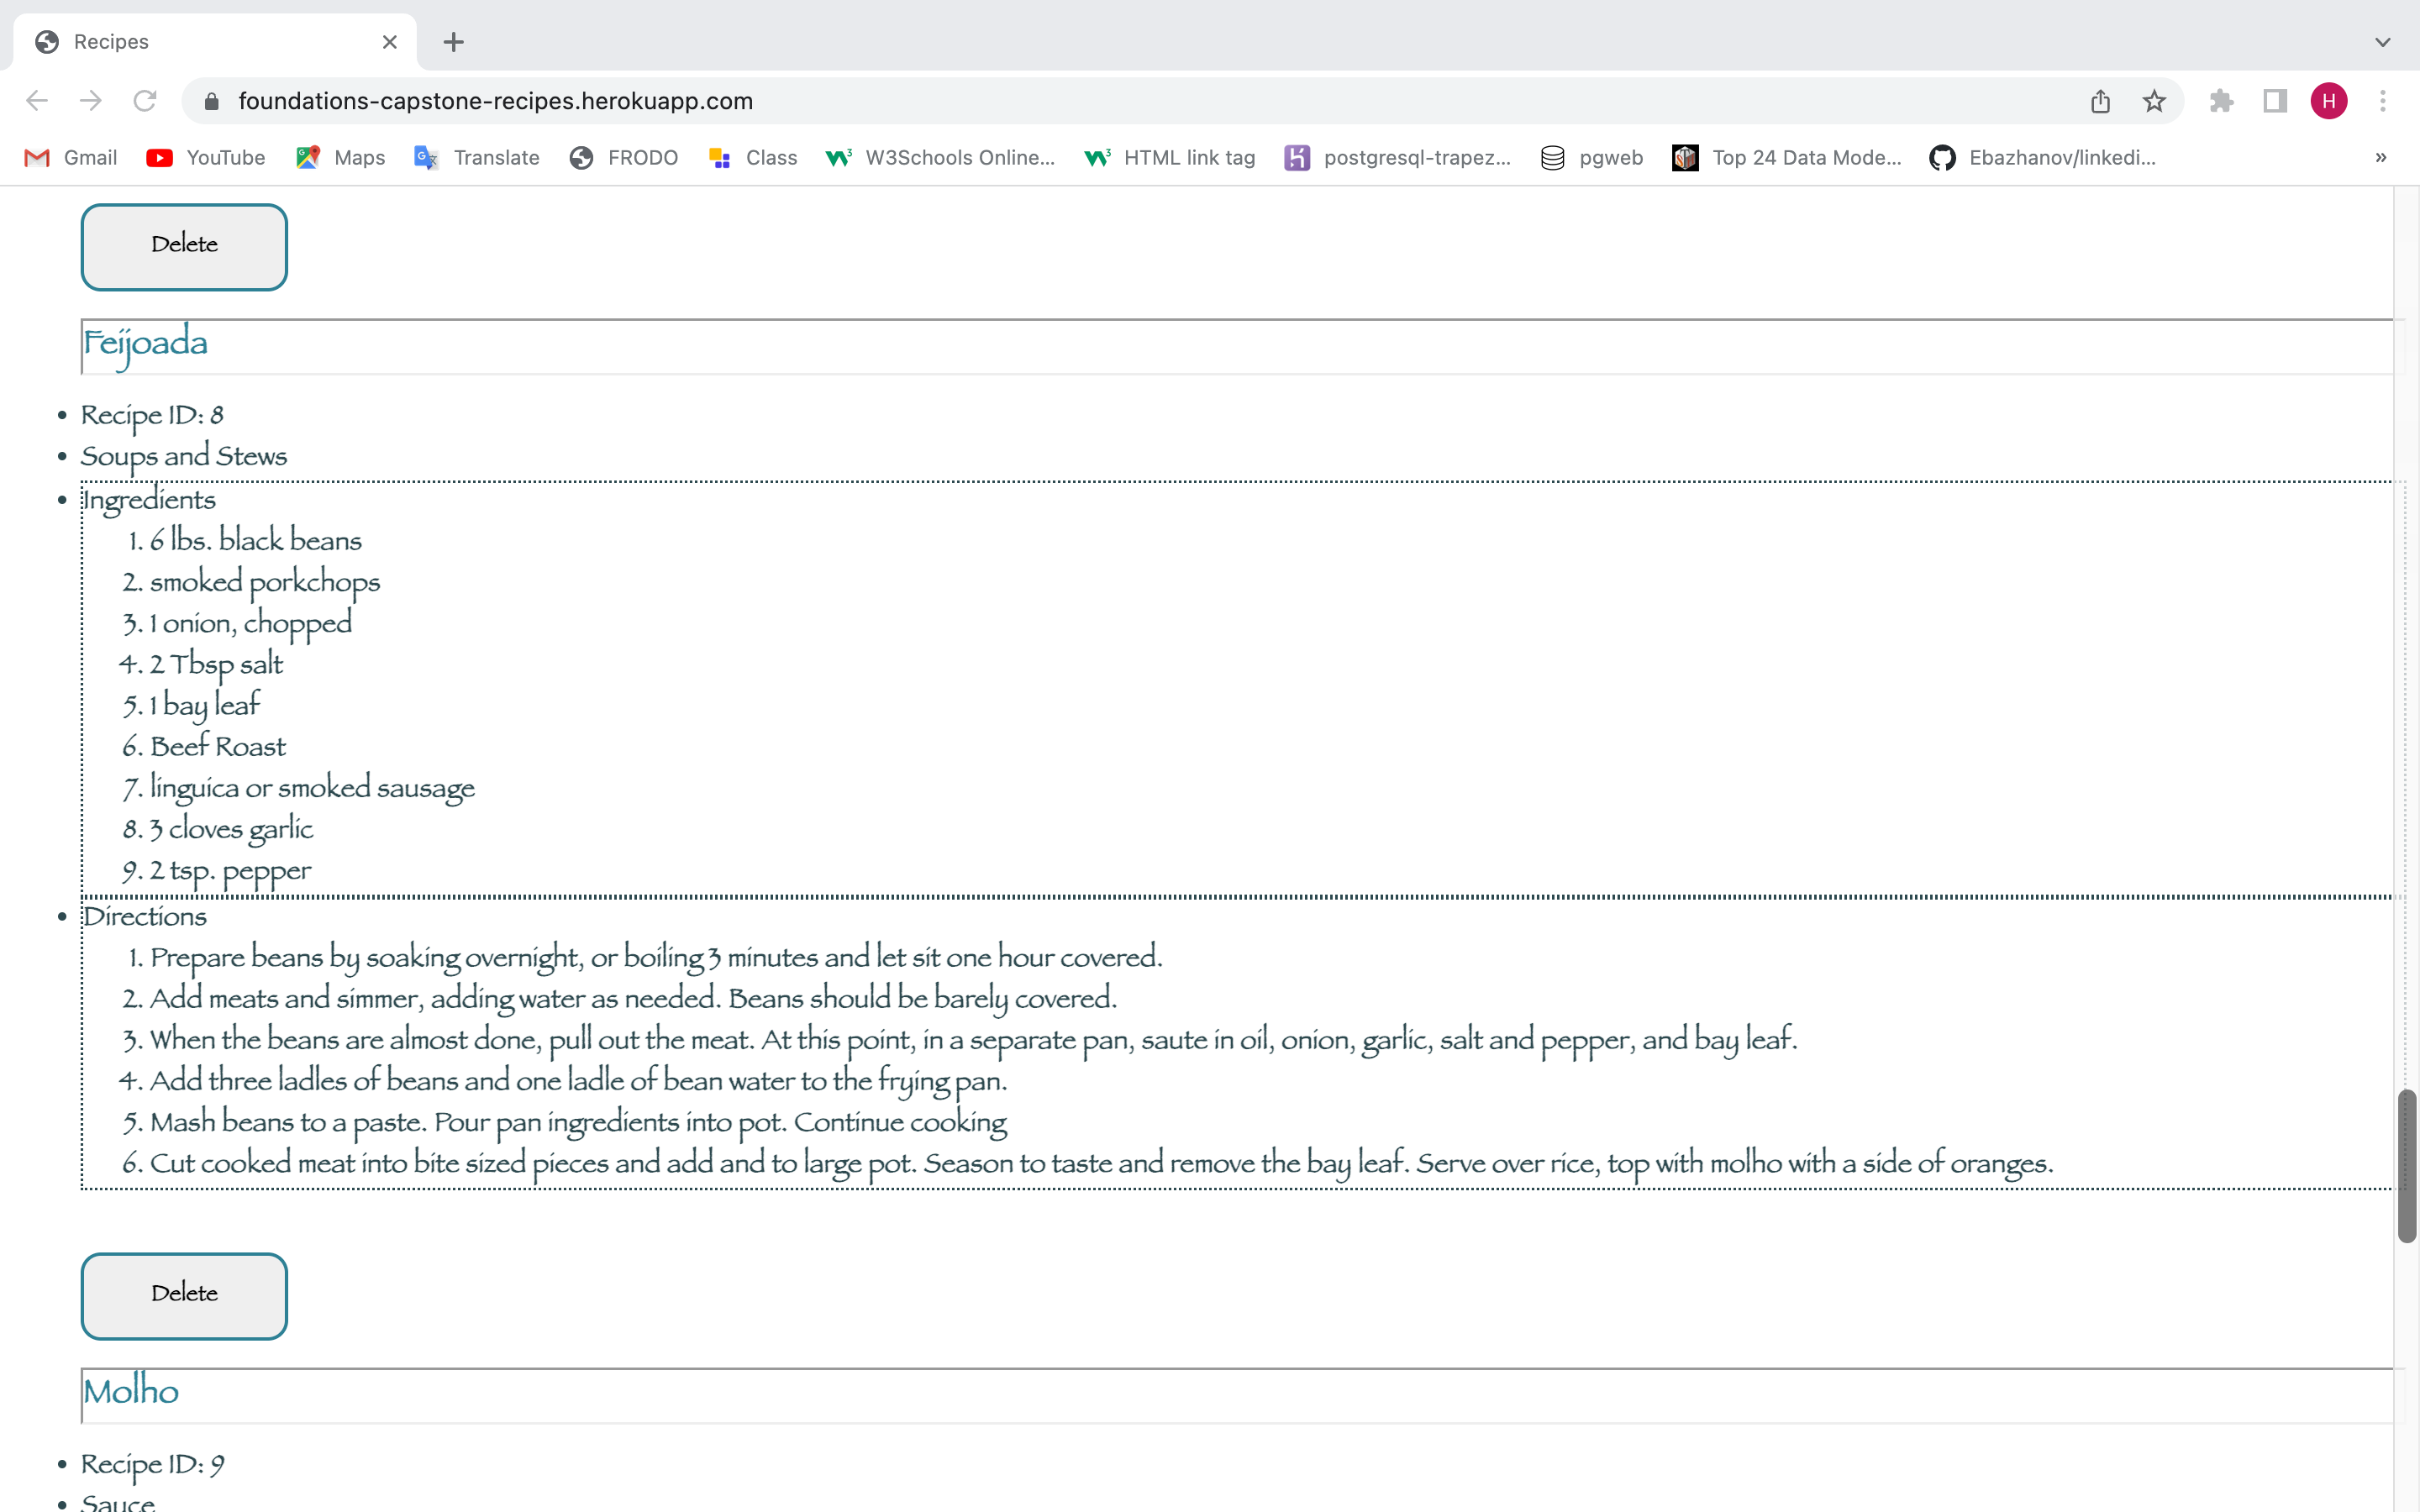 Recipes
foundations-capstone-recipes.herokuapp.com
H
Gmail YouTube Maps Translate FRODO Class W3Schools Online... HTML link tag postgresql-trapez... pgweb Top 24 Data Mode... Ebazhanov/linkedi... »
Delete
Feijoada
• Recipe ID: 8
• Soups and Stews
• Ingredients
1. 6 lbs. black beans
2. smoked porkchops
3. 1 onion, chopped
4. 2 Tbsp salt
5. 1 bay leaf
6. Beef Roast
7. linguica or smoked sausage
8. 3 cloves garlic
9. 2 tsp. pepper
• Directions
1. Prepare beans by soaking overnight, or boiling 3 minutes and let sit one hour covered.
2. Add meats and simmer, adding water as needed. Beans should be barely covered.
3. When the beans are almost done, pull out the meat. At this point, in a separate pan, saute in oil, onion, garlic, salt and pepper, and bay leaf.
4. Add three ladles of beans and one ladle of bean water to the frying pan.
5. Mash beans to a paste. Pour pan ingredients into pot. Continue cooking
6. Cut cooked meat into bite sized pieces and add and to large pot. Season to taste and remove the bay leaf. Serve over rice, top with molho with a side of oranges.
Delete
Molho
• Recipe ID: 9
• Sauce